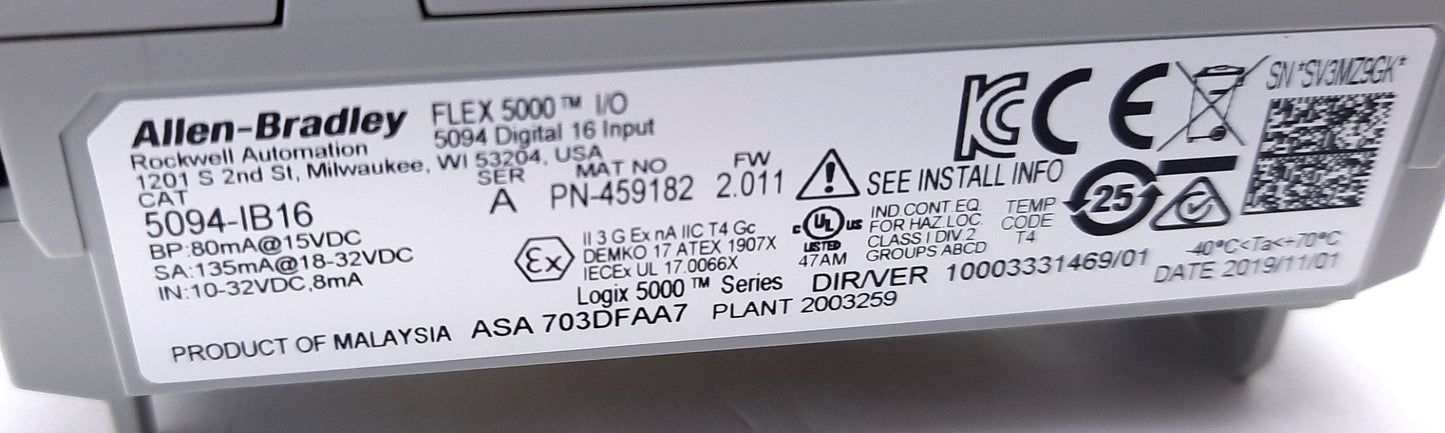 Allen-Bradley
Rockwell Automation
1201 S 2nd St, Milwaukee, WI 53204, USA
FLEX 5000™ I/O
5094 Digital 16 Input
CAT
5094-IB16
SER
A
MAT NO
PN-459182
FW
2.011
BP:80mA@15VDC
SA:135mA@18-32VDC
IN:10-32VDC,8mA
Ex
II 3 G Ex nA IIC T4 Gc
DEMKO 17 ATEX 1907X
IECEx UL 17.0066X
Logix 5000™ Series
KC CE
SEE INSTALL INFO
c UL US
LISTED
47AM
IND.CONT.EQ.
FOR HAZ.LOC.
CLASS I DIV 2
GROUPS ABCD
TEMP
CODE
T4
25
SN *SV3MZ9GK*
-40°C<Ta<+70°C
DIR/VER 10003331469/01
DATE 2019/11/01
PRODUCT OF MALAYSIA ASA 703DFAA7 PLANT 2003259